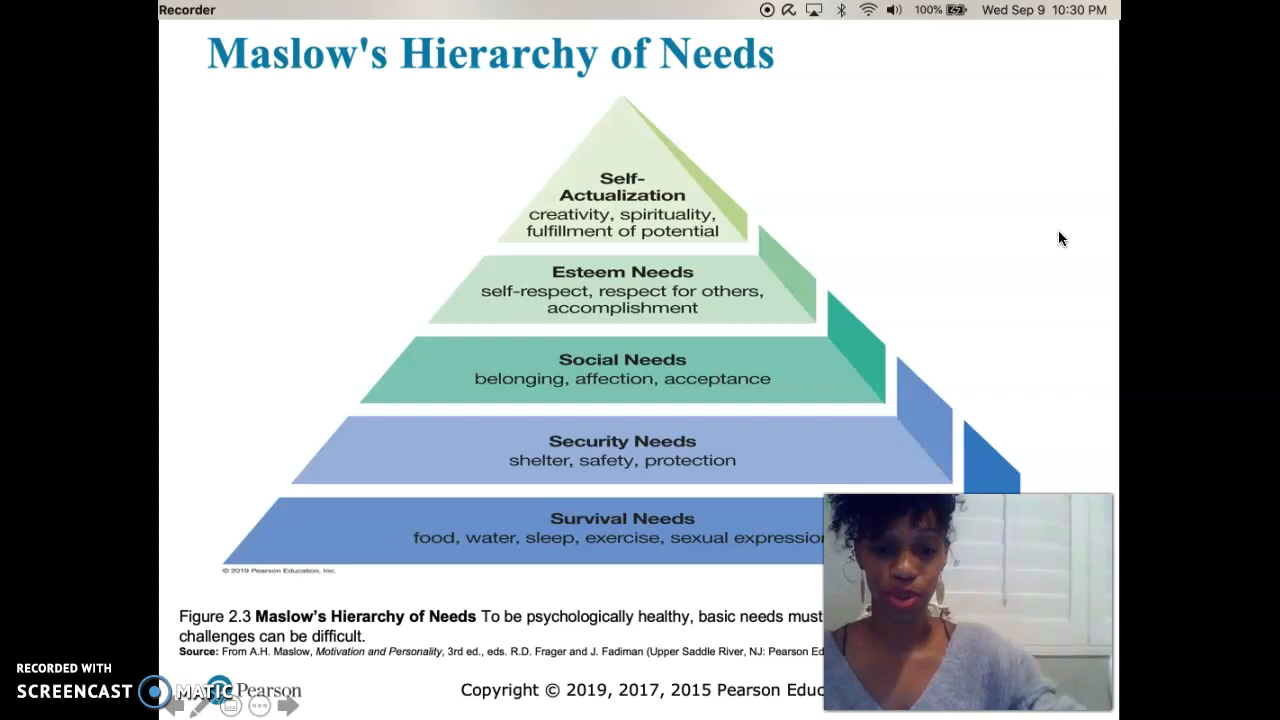 Recorder
100%
Wed Sep 9 10:30 PM
Maslow's Hierarchy of Needs
Self-
Actualization
creativity, spirituality,
fulfillment of potential
Esteem Needs
self-respect, respect for others,
accomplishment
Social Needs
belonging, affection, acceptance
Security Needs
shelter, safety, protection
Survival Needs
food, water, sleep, exercise, sexual expression
© 2019 Pearson Education, Inc.
Figure 2.3 Maslow's Hierarchy of Needs To be psychologically healthy, basic needs must
challenges can be difficult.
Source: From A.H. Maslow, Motivation and Personality, 3rd ed., eds. R.D. Frager and J. Fadiman (Upper Saddle River, NJ: Pearson Ed
RECORDED WITH
SCREENCAST MATIC
Pearson
Copyright © 2019, 2017, 2015 Pearson Educ